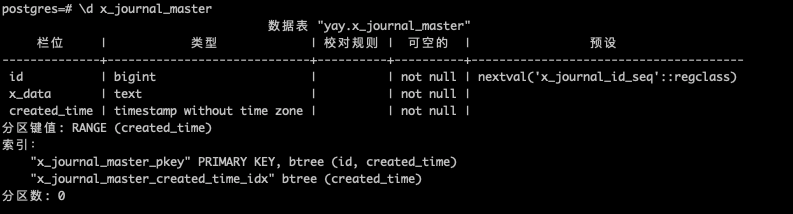 postgres=# \d x_journal_master
数据表 "yay.x_journal_master"
栏位 | 类型 | 校对规则 | 可空的 | 预设
--------------+-----------------------------+----------+----------+-----------------------------------
id | bigint | | not null | nextval('x_journal_id_seq'::regclass)
x_data | text | | |
created_time | timestamp without time zone | | not null |
分区键值: RANGE (created_time)
索引:
"x_journal_master_pkey" PRIMARY KEY, btree (id, created_time)
"x_journal_master_created_time_idx" btree (created_time)
分区数: 0